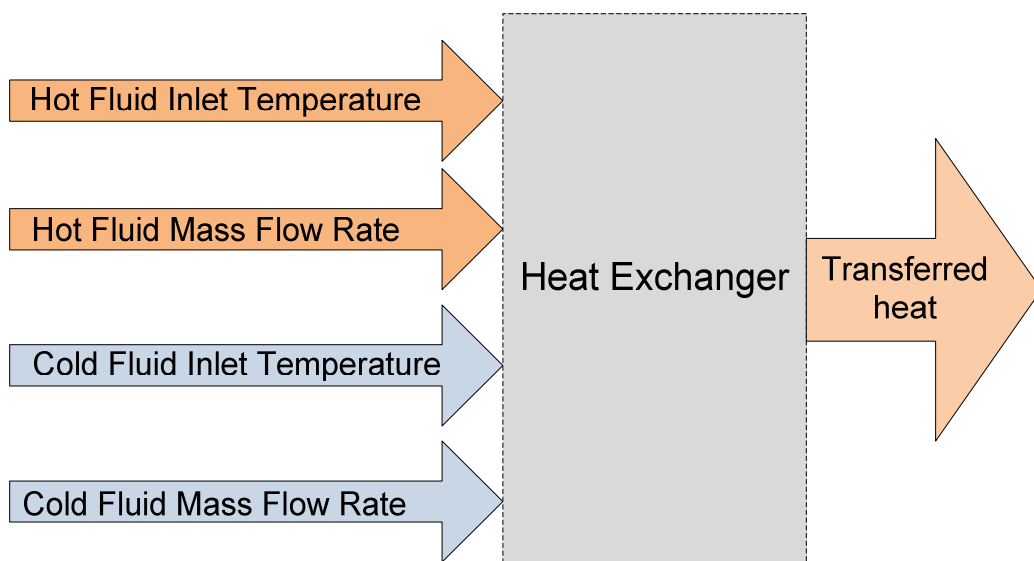 Hot Fluid Inlet Temperature
Hot Fluid Mass Flow Rate
Cold Fluid Inlet Temperature
Cold Fluid Mass Flow Rate
Heat Exchanger
Transferred
heat